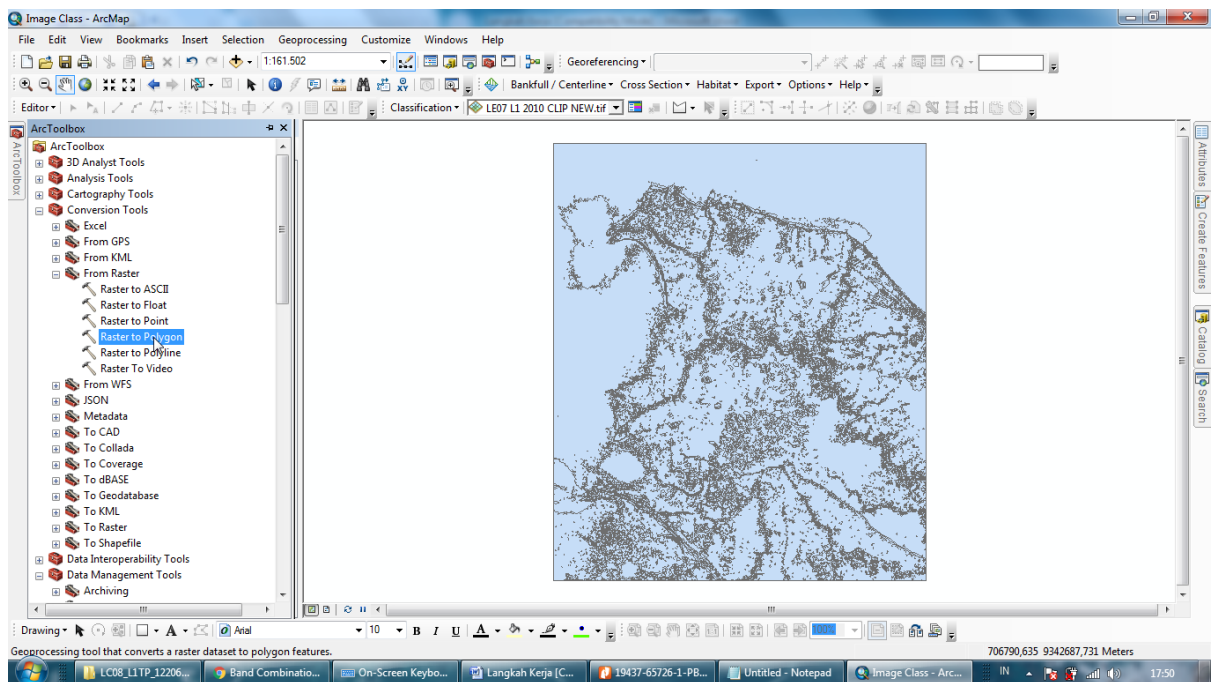 Image Class - ArcMap
File Edit View Bookmarks Insert Selection Geoprocessing Customize Windows Help
1:161.502 Georeferencing
Bankfull / Centerline Cross Section Habitat Export Options Help
Editor Classification LE07 L1 2010 CLIP NEW.tif
ArcToolbox
ArcToolbox
ArcToolbox
3D Analyst Tools
Analysis Tools
Cartography Tools
Conversion Tools
Excel
From GPS
From KML
From Raster
Raster to ASCII
Raster to Float
Raster to Point
Raster to Polygon
Raster to Polyline
Raster To Video
From WFS
JSON
Metadata
To CAD
To Collada
To Coverage
To dBASE
To Geodatabase
To KML
To Raster
To Shapefile
Data Interoperability Tools
Data Management Tools
Archiving
Attributes
Create Features
Catalog
Search
Drawing A Arial 10 B I U A 100%
Geoprocessing tool that converts a raster dataset to polygon features.
706790,635 9342687,731 Meters
LC08_L1TP_12206... Band Combinatio... On-Screen Keybo... Langkah Kerja [C... 19437-65726-1-PB... Untitled - Notepad Image Class - Arc... IN 17:50